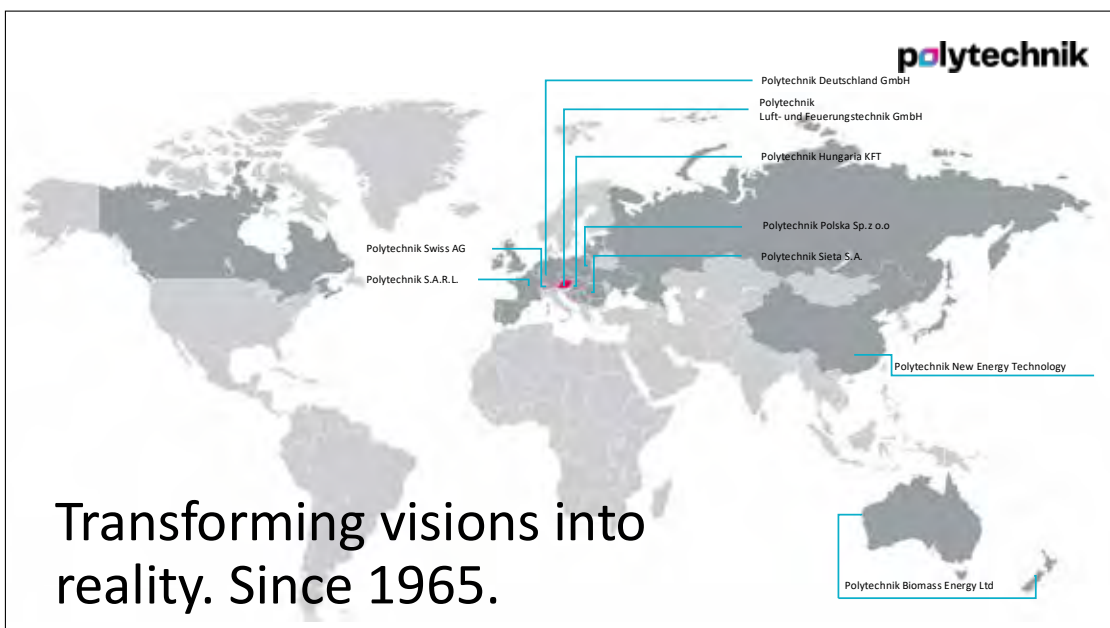 polytechnik
Polytechnik Deutschland GmbH
Polytechnik
Luft- und Feuerungstechnik GmbH
Polytechnik Hungaria KFT
Polytechnik Polska Sp.z o.o
Polytechnik Swiss AG
Polytechnik Sieta S.A.
Polytechnik S.A.R.L.
Polytechnik New Energy Technology
Transforming visions into
reality. Since 1965.
Polytechnik Biomass Energy Ltd